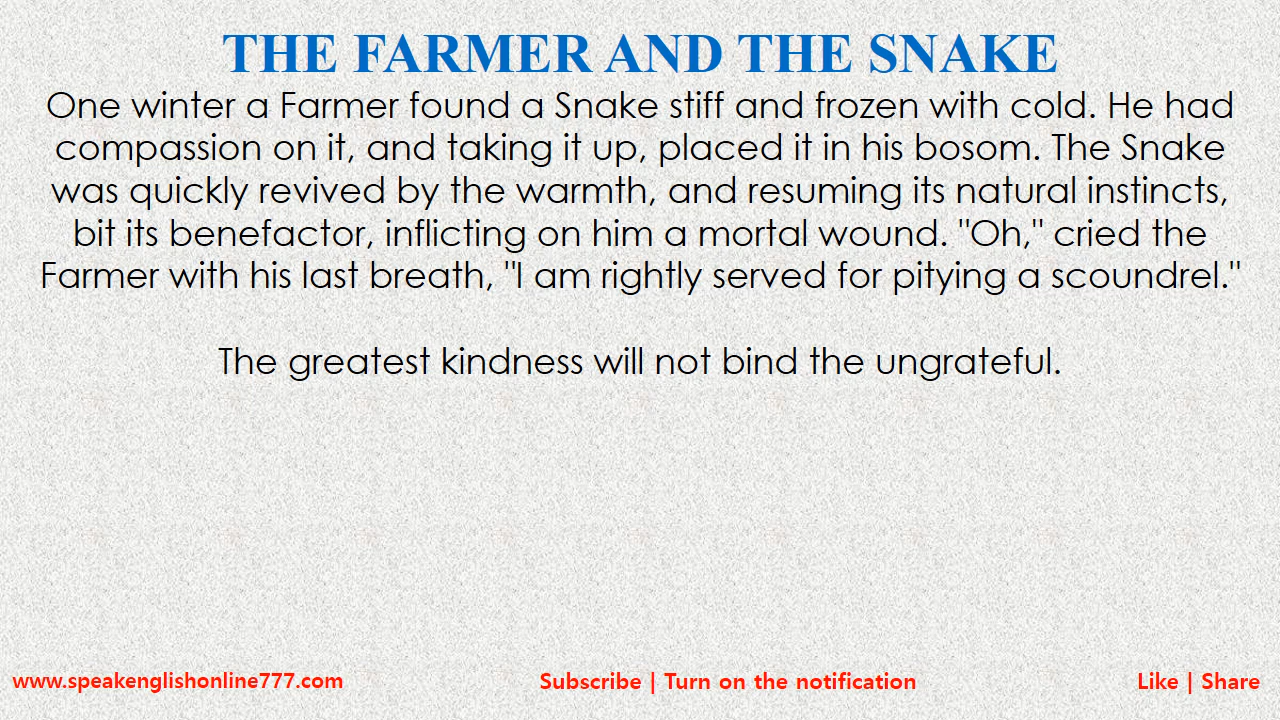 THE FARMER AND THE SNAKE
One winter a Farmer found a Snake stiff and frozen with cold. He had
compassion on it, and taking it up, placed it in his bosom. The Snake
was quickly revived by the warmth, and resuming its natural instincts,
bit its benefactor, inflicting on him a mortal wound. "Oh," cried the
Farmer with his last breath, "I am rightly served for pitying a scoundrel."
The greatest kindness will not bind the ungrateful.
www.speakenglishonline777.com
Subscribe | Turn on the notification
Like | Share